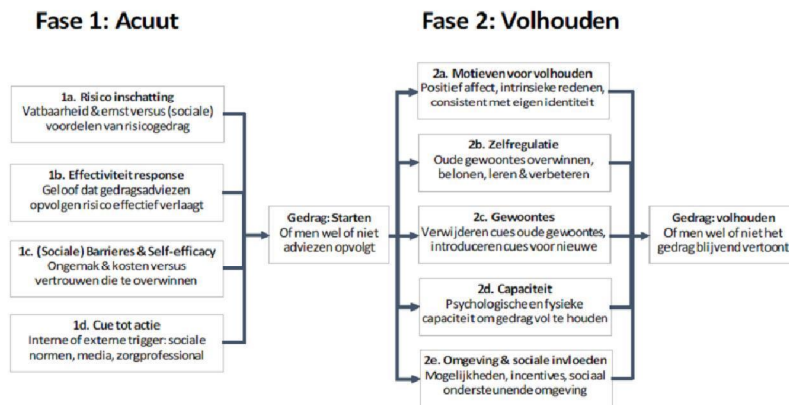 Fase 1: Acuut
1a. Risico inschatting
Vatbaarheid & ernst versus (sociale)
voordelen van risicogedrag
1b. Effectiviteit response
Geloof dat gedragsadviezen
opvolgen risico effectief verlaagt
1c. (Sociale) Barrieres & Self-efficacy
Ongemak & kosten versus
vertrouwen die te overwinnen
1d. Cue tot actie
Interne of externe trigger: sociale
normen, media, zorgprofessional
Gedrag: Starten
Of men wel of niet
adviezen opvolgt
Fase 2: Volhouden
2a. Motieven voor volhouden
Positief affect, intrinsieke redenen,
consistent met eigen identiteit
2b. Zelfregulatie
Oude gewoontes overwinnen,
belonen, leren & verbeteren
2c. Gewoontes
Verwijderen cues oude gewoontes,
introduceren cues voor nieuwe
2d. Capaciteit
Psychologische en fysieke
capaciteit om gedrag vol te houden
2e. Omgeving & sociale invloeden
Mogelijkheden, incentives, sociaal
ondersteunende omgeving
Gedrag: volhouden
Of men wel of niet het
gedrag blijvend vertoont